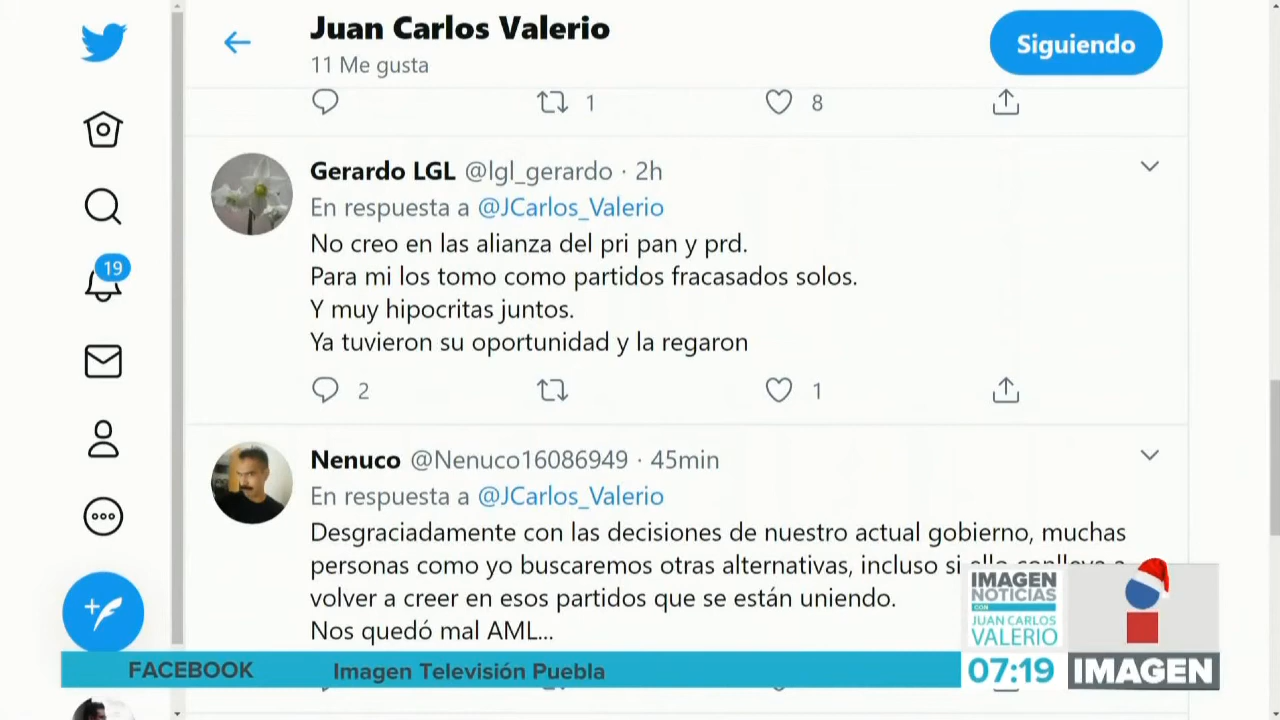 Juan Carlos Valerio
11 Me gusta
Siguiendo
1 8
Gerardo LGL @lgl_gerardo · 2h
En respuesta a @JCarlos_Valerio
No creo en las alianza del pri pan y prd.
Para mi los tomo como partidos fracasados solos.
Y muy hipocritas juntos.
Ya tuvieron su oportunidad y la regaron
2 1
19
Nenuco @Nenuco16086949 · 45min
En respuesta a @JCarlos_Valerio
Desgraciadamente con las decisiones de nuestro actual gobierno, muchas
personas como yo buscaremos otras alternativas, incluso si ello conlleva a
volver a creer en esos partidos que se están uniendo.
Nos quedó mal AML...
IMAGEN
NOTICIAS
CON
JUAN CARLOS
VALERIO
FACEBOOK Imagen Televisión Puebla
07:19
IMAGEN